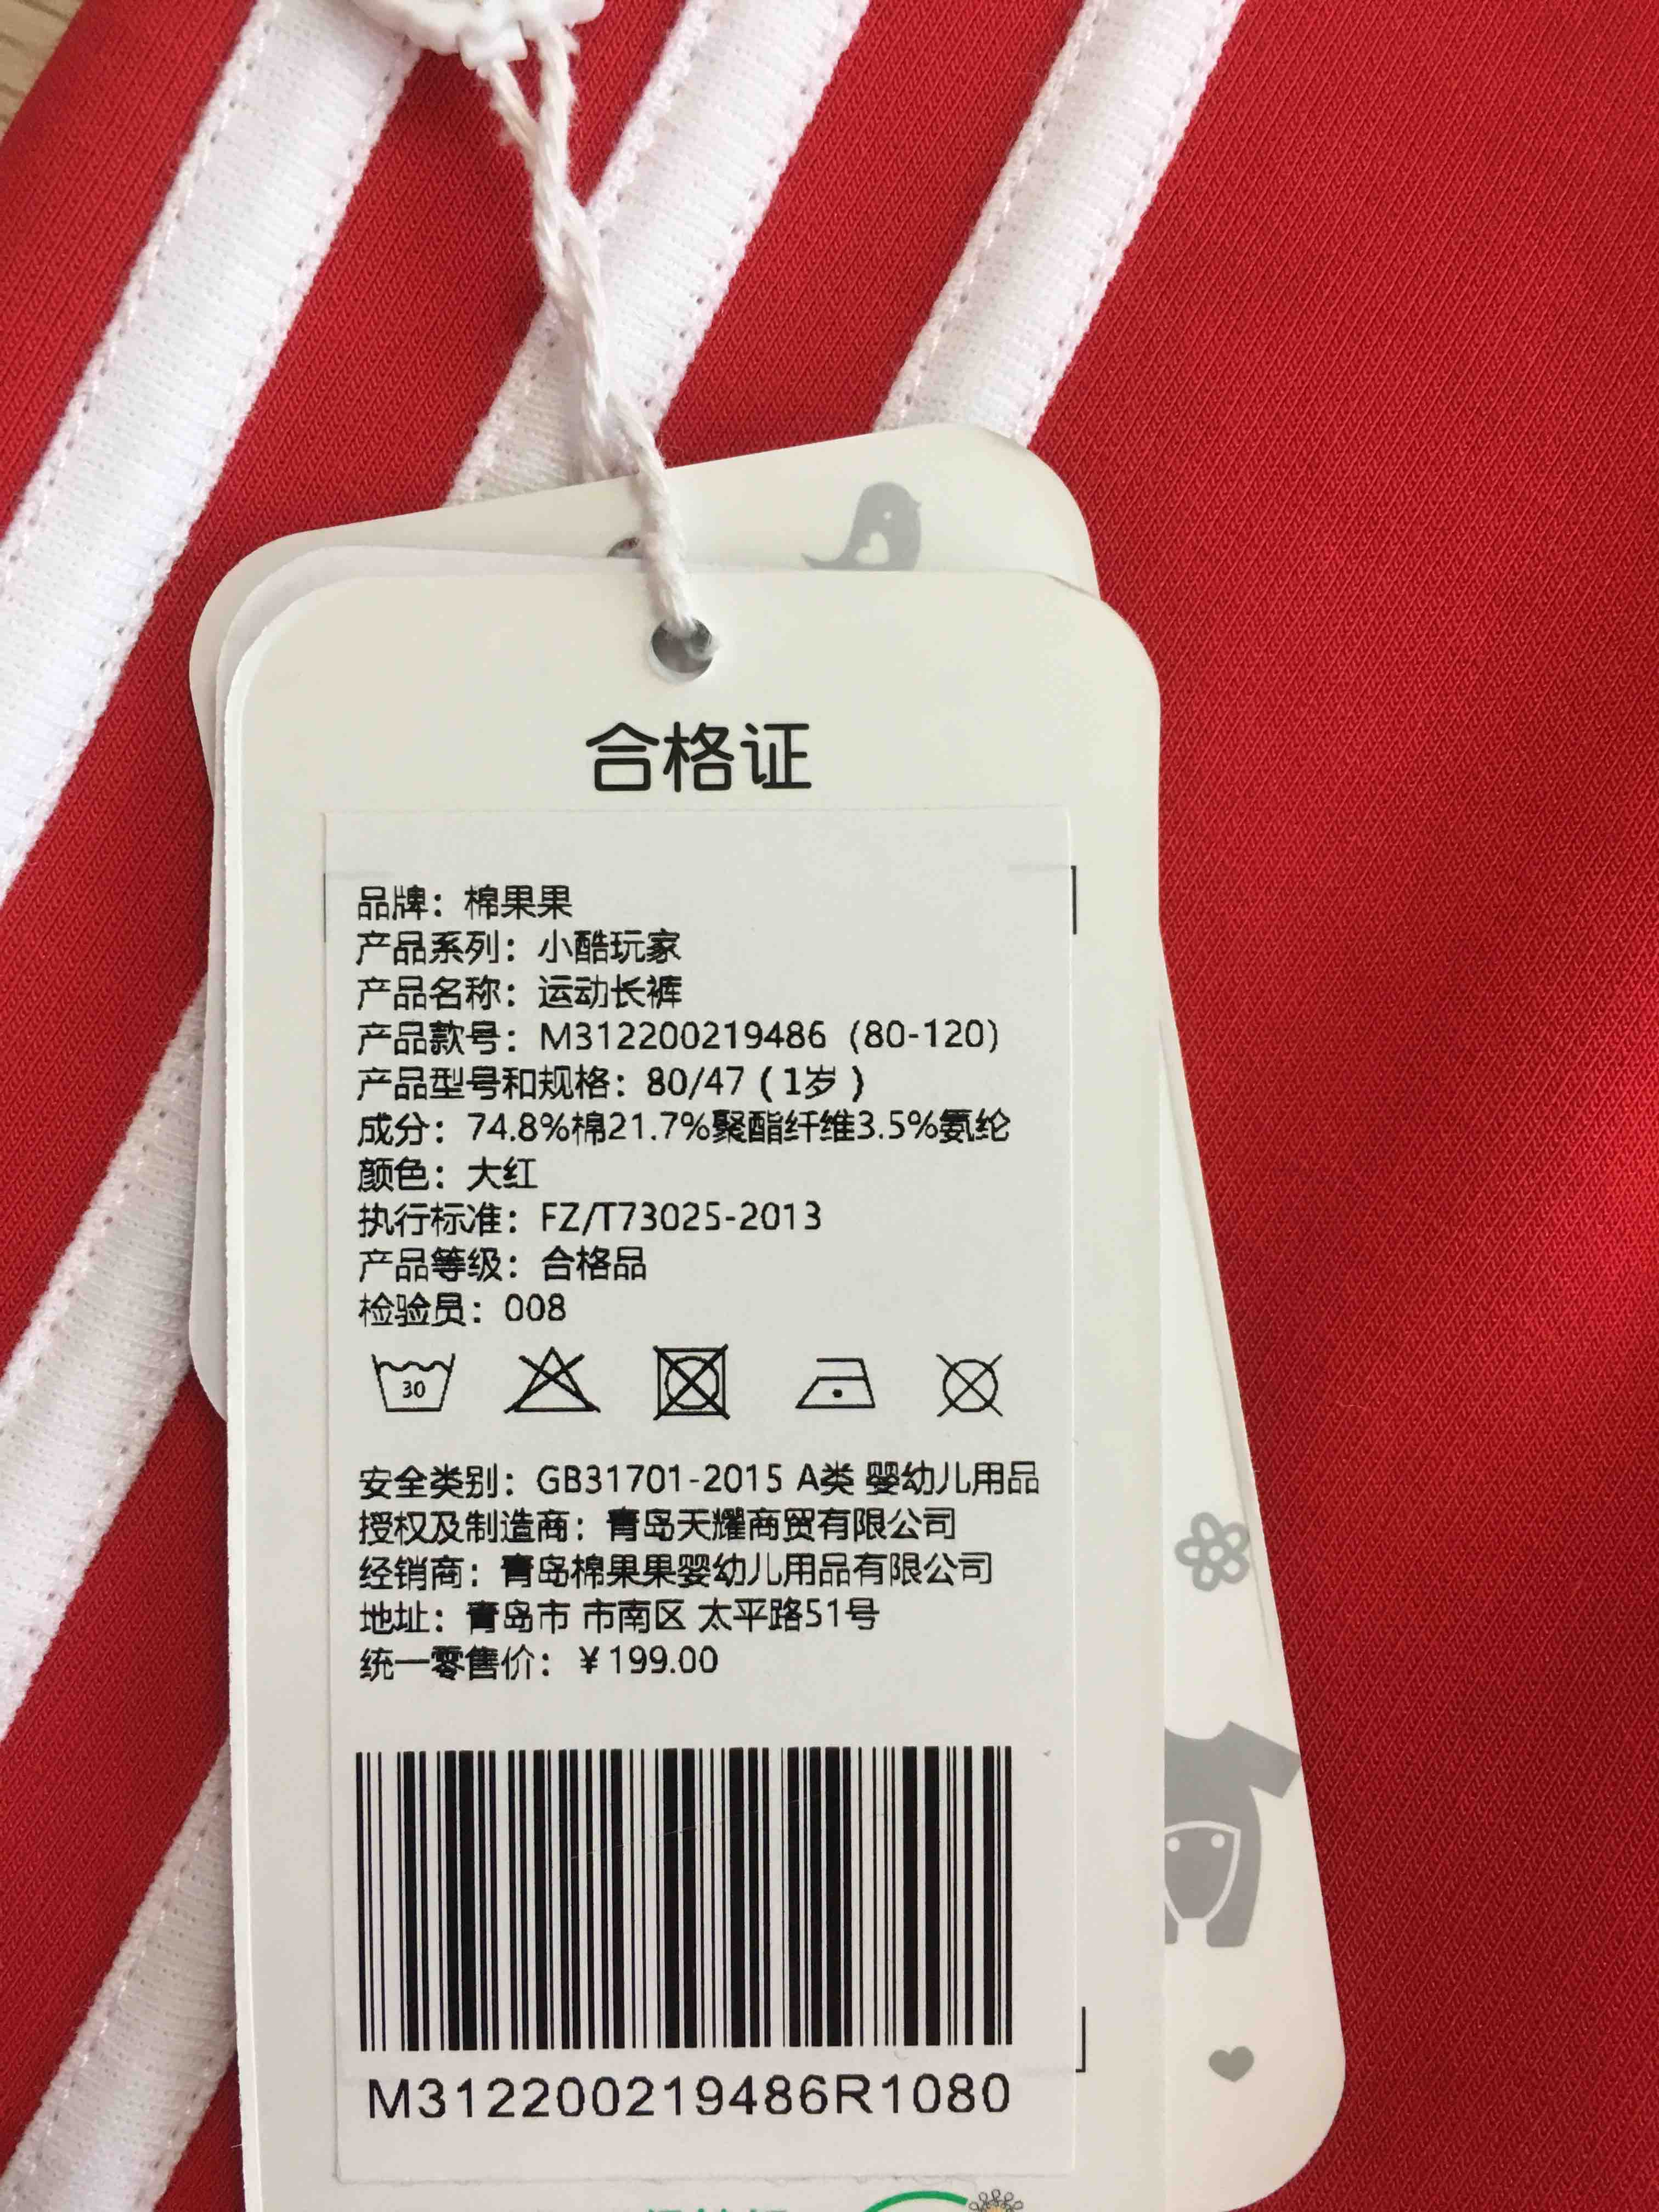 合格证
品牌：棉果果
产品系列：小酷玩家
产品名称：运动长裤
产品款号：M312200219486（80-120）
产品型号和规格：80/47（1岁）
成分：74.8%棉21.7%聚酯纤维3.5%氨纶
颜色：大红
执行标准：FZ/T73025-2013
产品等级：合格品
检验员：008
30
安全类别：GB31701-2015 A类 婴幼儿用品
授权及制造商：青岛天耀商贸有限公司
经销商：青岛棉果果婴幼儿用品有限公司
地址：青岛市 市南区 太平路51号
统一零售价：￥199.00
M312200219486R1080